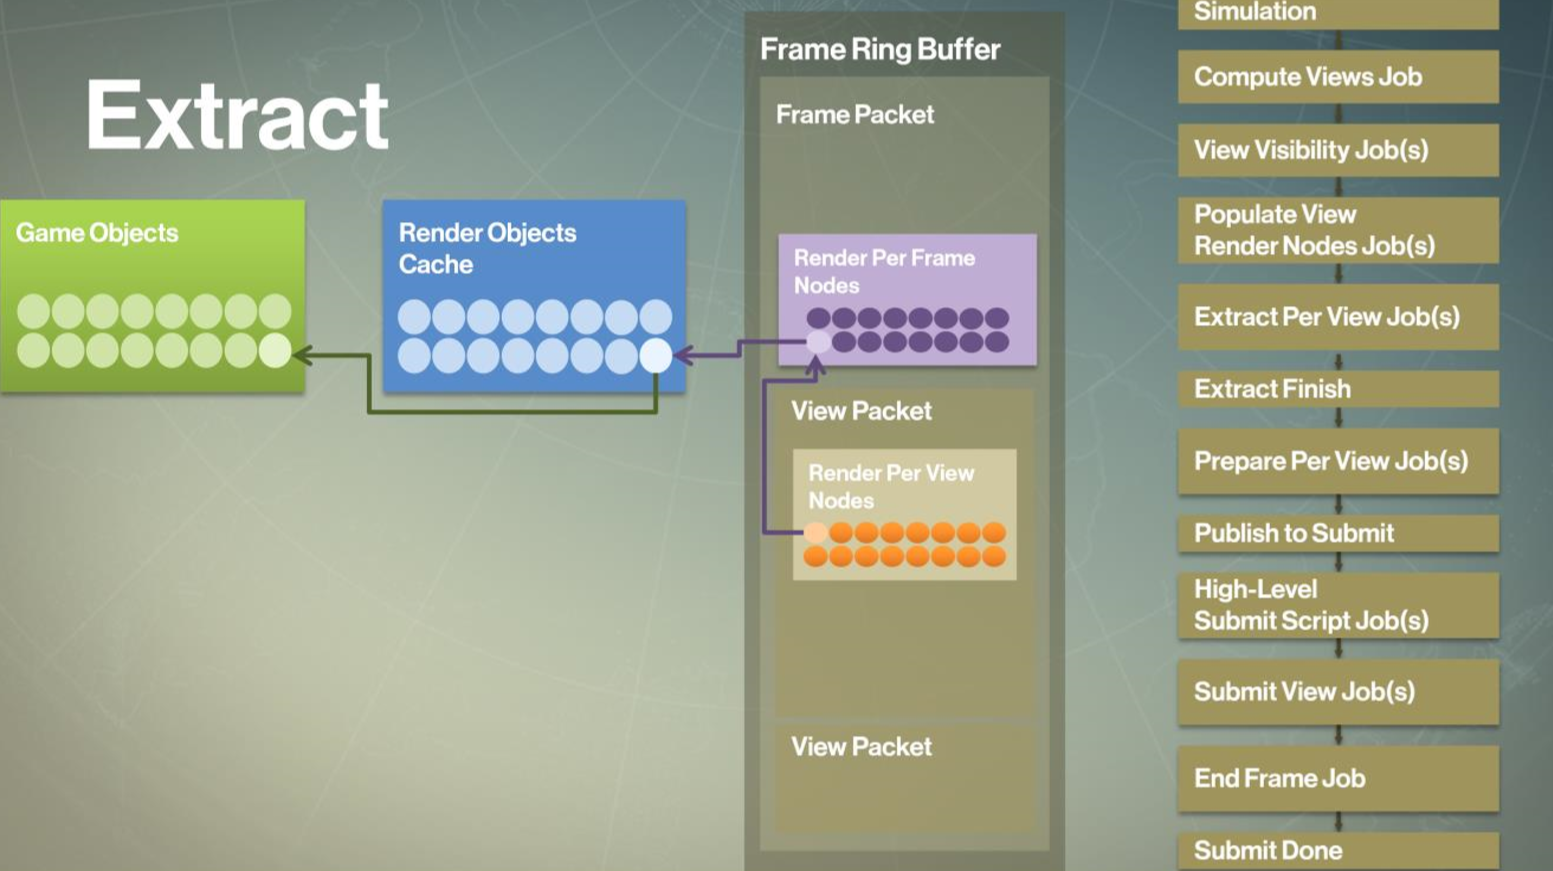 Extract
Game Objects
Render Objects
Cache
Frame Ring Buffer
Frame Packet
Render Per Frame
Nodes
View Packet
Render Per View
Nodes
View Packet
Simulation
Compute Views Job
View Visibility Job(s)
Populate View
Render Nodes Job(s)
Extract Per View Job(s)
Extract Finish
Prepare Per View Job(s)
Publish to Submit
High-Level
Submit Script Job(s)
Submit View Job(s)
End Frame Job
Submit Done